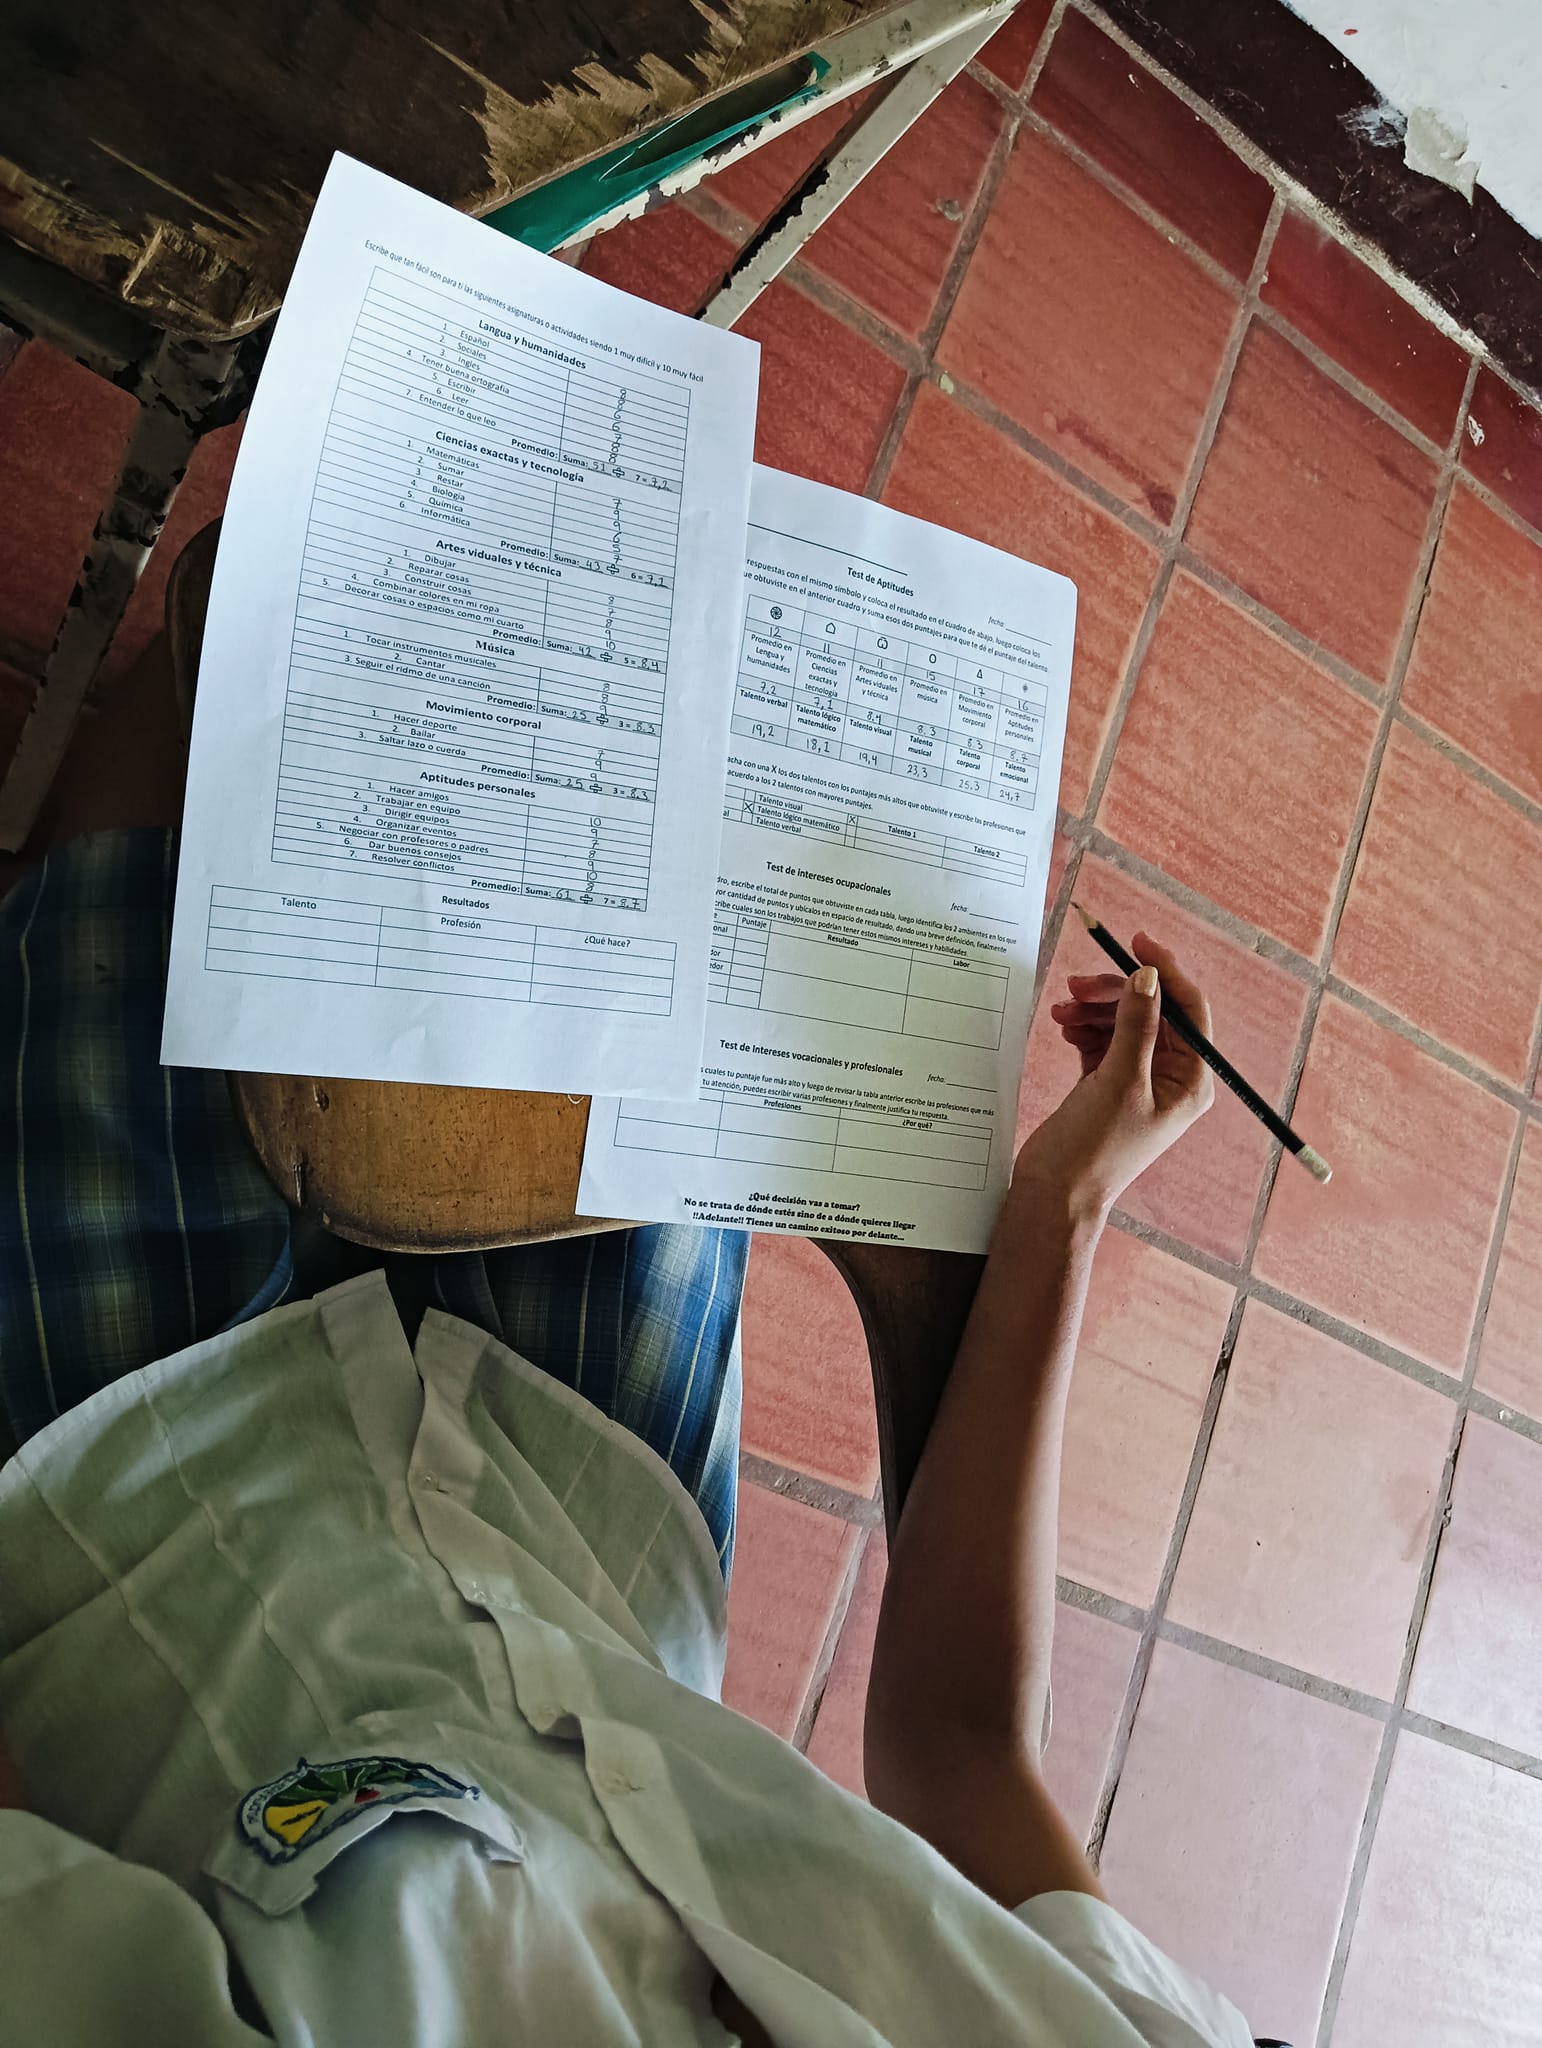 Escribe que tan fácil son para ti las siguientes asignaturas o actividades siendo 1 muy difícil y 10 muy fácil
Langua y humanidades
1. Español 8
2. Sociales 8
3. Ingles 6
4. Tener buena ortografía 6
5. Escribir 7
6. Leer 8
7. Entender lo que leo 8
Promedio: Suma: 51 ÷ 7 = 7,2
Ciencias exactas y tecnología
1. Matemáticas 7
2. Sumar 9
3. Restar 9
4. Biología 6
5. Química 5
6. Informática 7
Promedio: Suma: 43 ÷ 6 = 7,1
Artes viduales y técnica
1. Dibujar 8
2. Reparar cosas 7
3. Construir cosas 8
4. Combinar colores en mi ropa 9
5. Decorar cosas o espacios como mi cuarto 10
Promedio: Suma: 42 ÷ 5 = 8,4
Música
1. Tocar instrumentos musicales 8
2. Cantar 8
3. Seguir el ridmo de una canción 9
Promedio: Suma: 25 ÷ 3 = 8.3
Movimiento corporal
1. Hacer deporte 7
2. Bailar 9
3. Saltar lazo o cuerda 9
Promedio: Suma: 25 ÷ 3 = 8.3
Aptitudes personales
1. Hacer amigos 10
2. Trabajar en equipo 9
3. Dirigir equipos 7
4. Organizar eventos 8
5. Negociar con profesores o padres 9
6. Dar buenos consejos 10
7. Resolver conflictos 8
Promedio: Suma: 61 ÷ 7 = 8.7
Resultados
Talento Profesión ¿Qué hace?
Test de Aptitudes
fecha:
respuestas con el mismo símbolo y coloca el resultado en el cuadro de abajo, luego coloca los
ue obtuviste en el anterior cuadro y suma esos dos puntajes para que te dé el puntaje del talento
12 11 11 15 17 16
Promedio en Lengua y humanidades
Promedio en Ciencias exactas y tecnología
Promedio en Artes viduales y técnica
Promedio en música
Promedio en Movimiento corporal
Promedio en Aptitudes personales
7,2 7,1 8,4 8.3 8.3 8.7
Talento verbal
Talento lógico matemático
Talento visual
Talento musical
Talento corporal
Talento emocional
19,2 18,1 19,4 23,3 25.3 24,7
acha con una X los dos talentos con los puntajes más altos que obtuviste y escribe las profesiones que
acuerdo a los 2 talentos con mayores puntajes.
Talento visual X Talento 1 Talento 2
X Talento lógico matemático
al Talento verbal
Test de intereses ocupacionales
fecha:
dro, escribe el total de puntos que obtuviste en cada tabla, luego identifica los 2 ambientes en los que
yor cantidad de puntos y ubícalos en espacio de resultado, dando una breve definición, finalmente
cribe cuales son los trabajos que podrían tener estos mismos intereses y habilidades.
e Puntaje Resultado Labor
onal
dor
edor
Test de Intereses vocacionales y profesionales
fecha:
s cuales tu puntaje fue más alto y luego de revisar la tabla anterior escribe las profesiones que más
tu atención, puedes escribir varias profesiones y finalmente justifica tu respuesta.
Profesiones ¿Por qué?
¿Qué decisión vas a tomar?
No se trata de dónde estés sino de a dónde quieres llegar
!!Adelante!! Tienes un camino exitoso por delante...